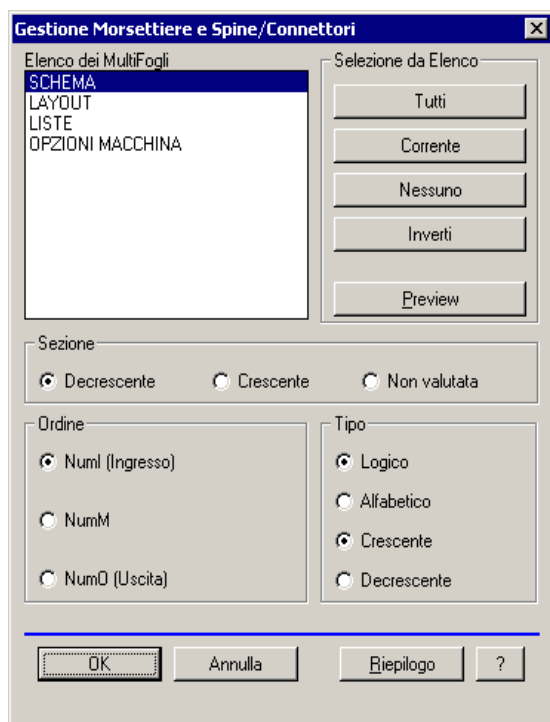 Gestione Morsettiere e Spine/Connettori
Elenco dei MultiFogli
SCHEMA
LAYOUT
LISTE
OPZIONI MACCHINA
Selezione da Elenco
Tutti
Corrente
Nessuno
Inverti
Preview
Sezione
Decrescente
Crescente
Non valutata
Ordine
NumI (Ingresso)
NumM
NumO (Uscita)
Tipo
Logico
Alfabetico
Crescente
Decrescente
OK
Annulla
Riepilogo
?